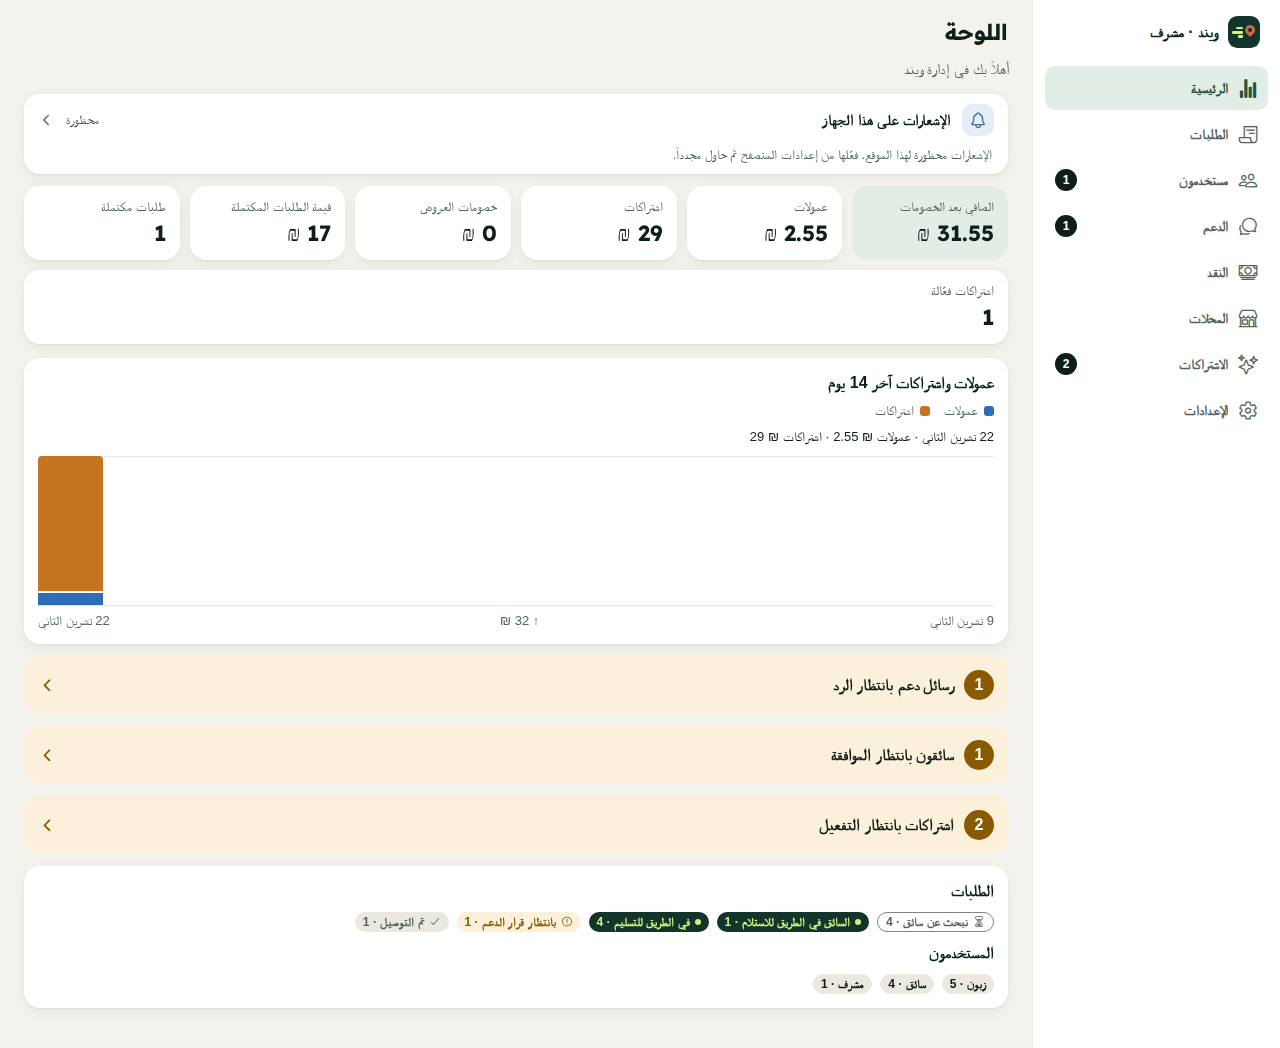 ويند · مشرف
الرئيسية
الطلبات
مستخدمون 1
الدعم 1
النقد
المحلات
الاشتراكات 2
الإعدادات
اللوحة
أهلاً بك في إدارة ويند
الإشعارات على هذا الجهاز محظورة
الإشعارات محظورة لهذا الموقع. فعّلها من إعدادات المتصفح ثم حاول مجدداً.
الصافي بعد الخصومات
31.55 ₪
عمولات
2.55 ₪
اشتراكات
29 ₪
خصومات العروض
0 ₪
قيمة الطلبات المكتملة
17 ₪
طلبات مكتملة
1
اشتراكات فعّالة
1
عمولات واشتراكات آخر 14 يوم
عمولات اشتراكات
22 تشرين الثاني · عمولات ₪ 2.55 · اشتراكات ₪ 29
9 تشرين الثاني ↑ 32 ₪ 22 تشرين الثاني
1 رسائل دعم بانتظار الرد
1 سائقون بانتظار الموافقة
2 اشتراكات بانتظار التفعيل
الطلبات
نبحث عن سائق · 4 السائق في الطريق للاستلام · 1 في الطريق للتسليم · 4 بانتظار قرار الدعم · 1 تم التوصيل · 1
المستخدمون
زبون · 5 سائق · 4 مشرف · 1